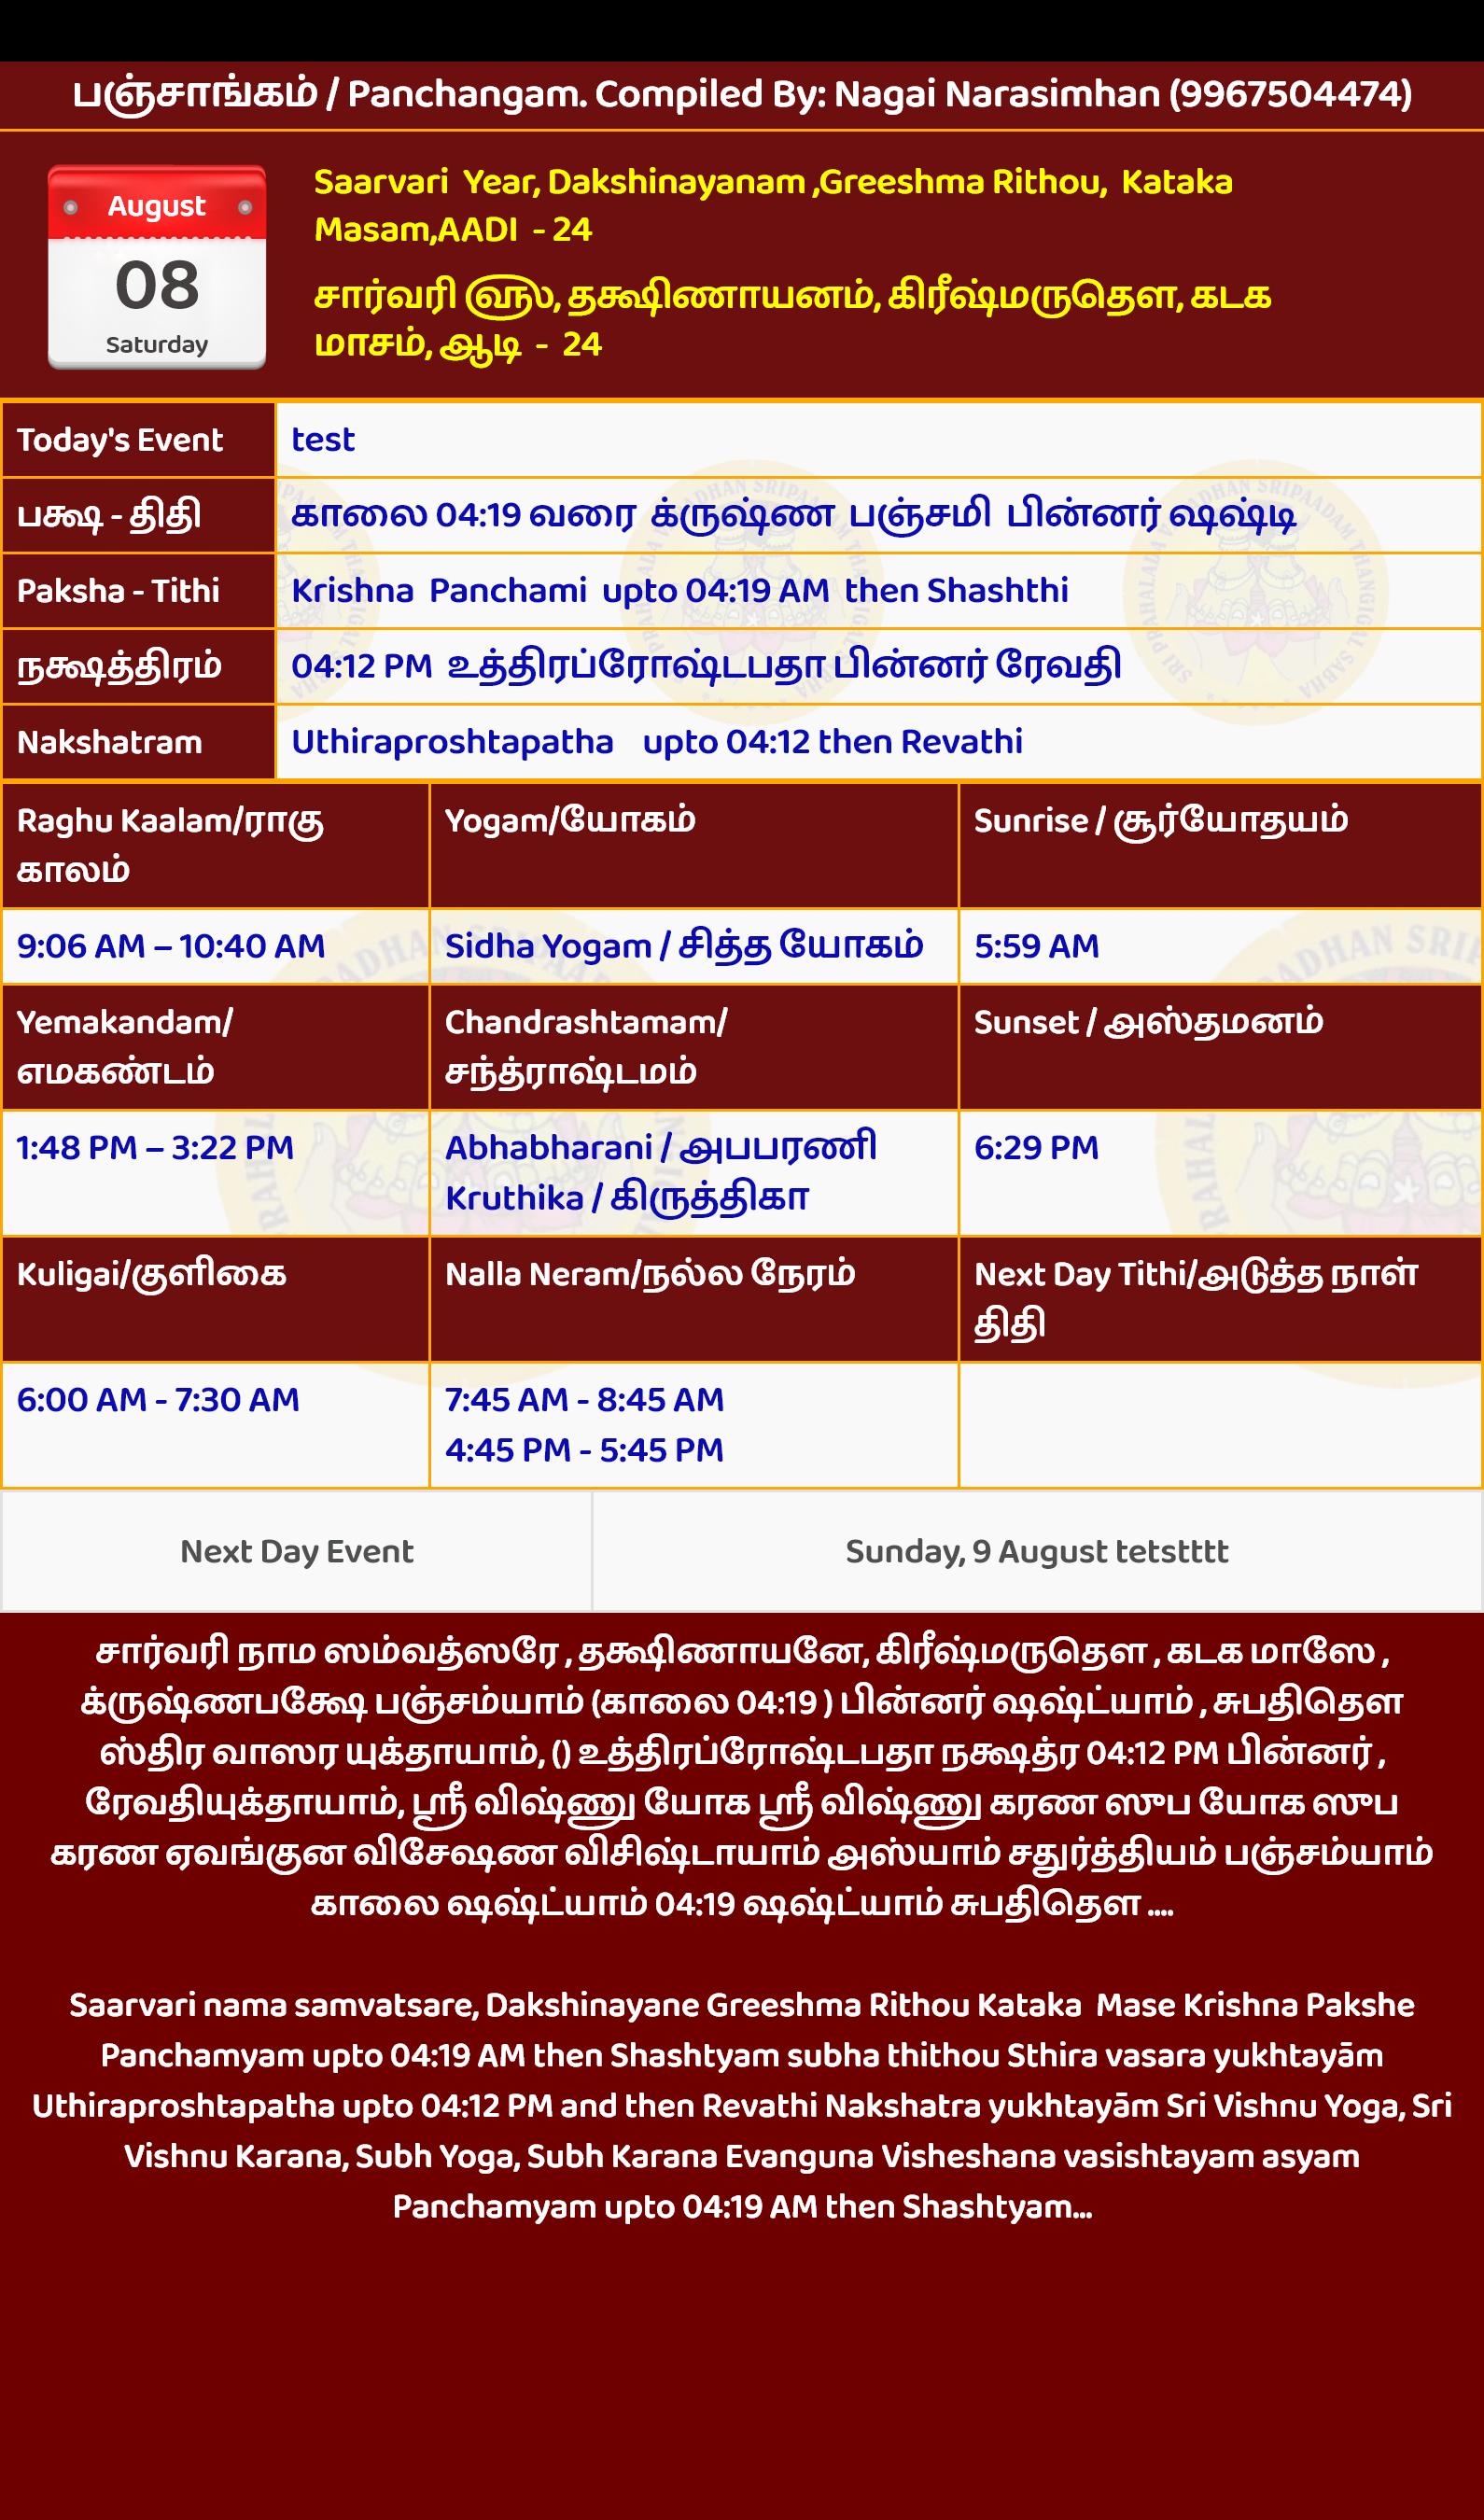 பஞ்சாங்கம் / Panchangam. Compiled By: Nagai Narasimhan (9967504474)
August
08
Saturday
Saarvari Year, Dakshinayanam ,Greeshma Rithou, Kataka
Masam,AADI - 24
சார்வரி ௵, தக்ஷிணாயனம், கிரீஷ்மருதௌ, கடக
மாசம், ஆடி - 24
Today's Event
test
பக்ஷ - திதி
காலை 04:19 வரை க்ருஷ்ண பஞ்சமி பின்னர் ஷஷ்டி
Paksha - Tithi
Krishna Panchami upto 04:19 AM then Shashthi
நக்ஷத்திரம்
04:12 PM உத்திரப்ரோஷ்டபதா பின்னர் ரேவதி
Nakshatram
Uthiraproshtapatha upto 04:12 then Revathi
Raghu Kaalam/ராகு
காலம்
Yogam/யோகம்
Sunrise / சூர்யோதயம்
9:06 AM – 10:40 AM
Sidha Yogam / சித்த யோகம்
5:59 AM
Yemakandam/
எமகண்டம்
Chandrashtamam/
சந்த்ராஷ்டமம்
Sunset / அஸ்தமனம்
1:48 PM – 3:22 PM
Abhabharani / அபபரணி
Kruthika / கிருத்திகா
6:29 PM
Kuligai/குளிகை
Nalla Neram/நல்ல நேரம்
Next Day Tithi/அடுத்த நாள்
திதி
6:00 AM - 7:30 AM
7:45 AM - 8:45 AM
4:45 PM - 5:45 PM
Next Day Event
Sunday, 9 August tetstttt
சார்வரி நாம ஸம்வத்ஸரே , தக்ஷிணாயனே, கிரீஷ்மருதௌ , கடக மாஸே ,
க்ருஷ்ணபக்ஷே பஞ்சம்யாம் (காலை 04:19 ) பின்னர் ஷஷ்ட்யாம் , சுபதிதௌ
ஸ்திர வாஸர யுக்தாயாம், () உத்திரப்ரோஷ்டபதா நக்ஷத்ர 04:12 PM பின்னர் ,
ரேவதியுக்தாயாம், ஸ்ரீ விஷ்ணு யோக ஸ்ரீ விஷ்ணு கரண ஸுப யோக ஸுப
கரண ஏவங்குன விசேஷண விசிஷ்டாயாம் அஸ்யாம் சதுர்த்தியம் பஞ்சம்யாம்
காலை ஷஷ்ட்யாம் 04:19 ஷஷ்ட்யாம் சுபதிதௌ ....
Saarvari nama samvatsare, Dakshinayane Greeshma Rithou Kataka Mase Krishna Pakshe
Panchamyam upto 04:19 AM then Shashtyam subha thithou Sthira vasara yukhtayām
Uthiraproshtapatha upto 04:12 PM and then Revathi Nakshatra yukhtayām Sri Vishnu Yoga, Sri
Vishnu Karana, Subh Yoga, Subh Karana Evanguna Visheshana vasishtayam asyam
Panchamyam upto 04:19 AM then Shashtyam...